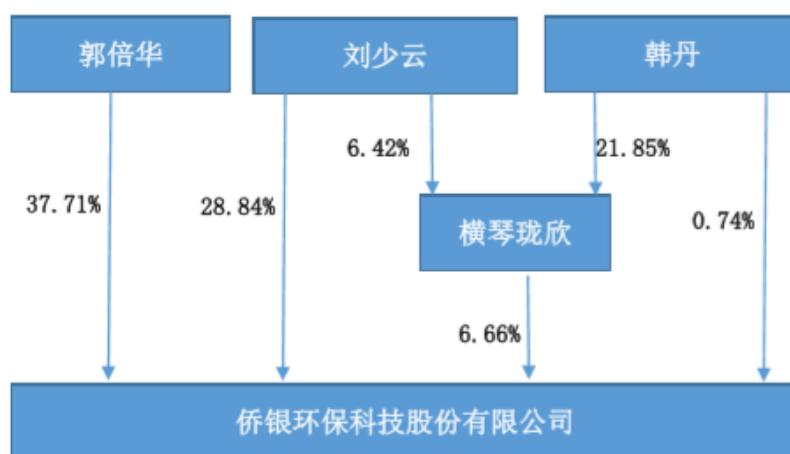 郭倍华
刘少云
韩丹
6.42%
21.85%
37.71%
28.84%
横琴珑欣
0.74%
6.66%
侨银环保科技股份有限公司